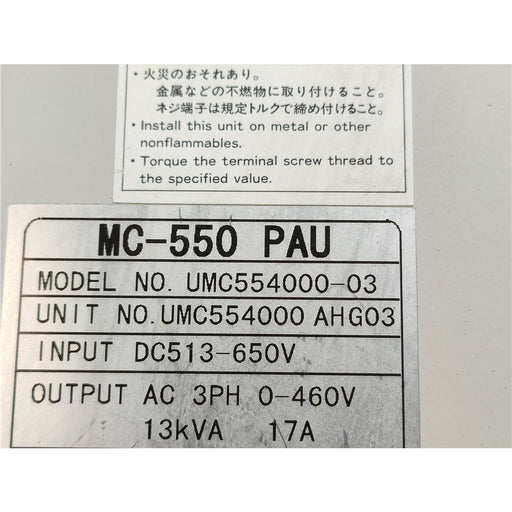 ・火災のおそれあり。
金属などの不燃物に取り付けること。
ネジ端子は規定トルクで締め付けること。
・Install this unit on metal or other
nonflammables.
・Torque the terminal screw thread to
the specified value.
MC-550 PAU
MODEL NO. UMC554000-03
UNIT NO. UMC554000 AHG03
INPUT DC513-650V
OUTPUT AC 3PH 0-460V
13kVA 17A